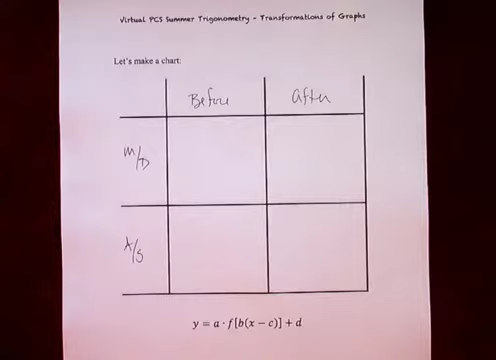 Virtual PCS Summer Trigonometry - Transformations of Graphs
Let's make a chart:
Before After
M/D
A/S
y = a · f[b(x − c)] + d